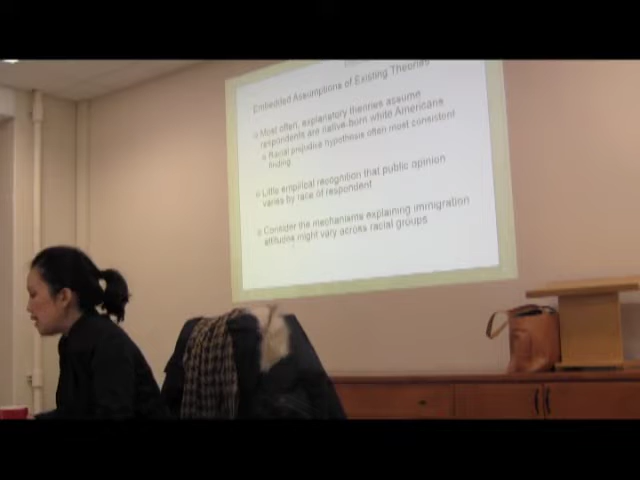 Embedded Assumptions of Existing Theories
Most often, explanatory theories assume
respondents are native-born white Americans
Racial prejudice hypothesis often most consistent
finding
Little empirical recognition that public opinion
varies by race of respondent
Consider the mechanisms explaining immigration
attitudes might vary across racial groups